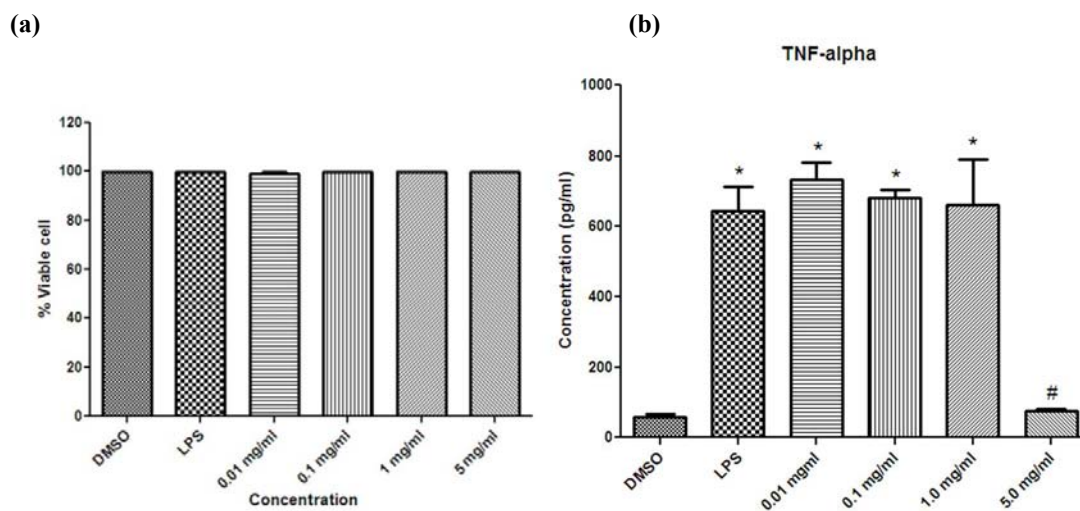 (a)
% Viable cell
120
100
80
60
40
20
0
DMSO
LPS
0.01 mg/ml
0.1 mg/ml
1 mg/ml
5 mg/ml
Concentration
(b)
TNF-alpha
Concentration (pg/ml)
1000
800
600
400
200
0
*
*
*
*
#
DMSO
LPS
0.01 mgml
0.1 mg/ml
1.0 mg/ml
5.0 mg/ml